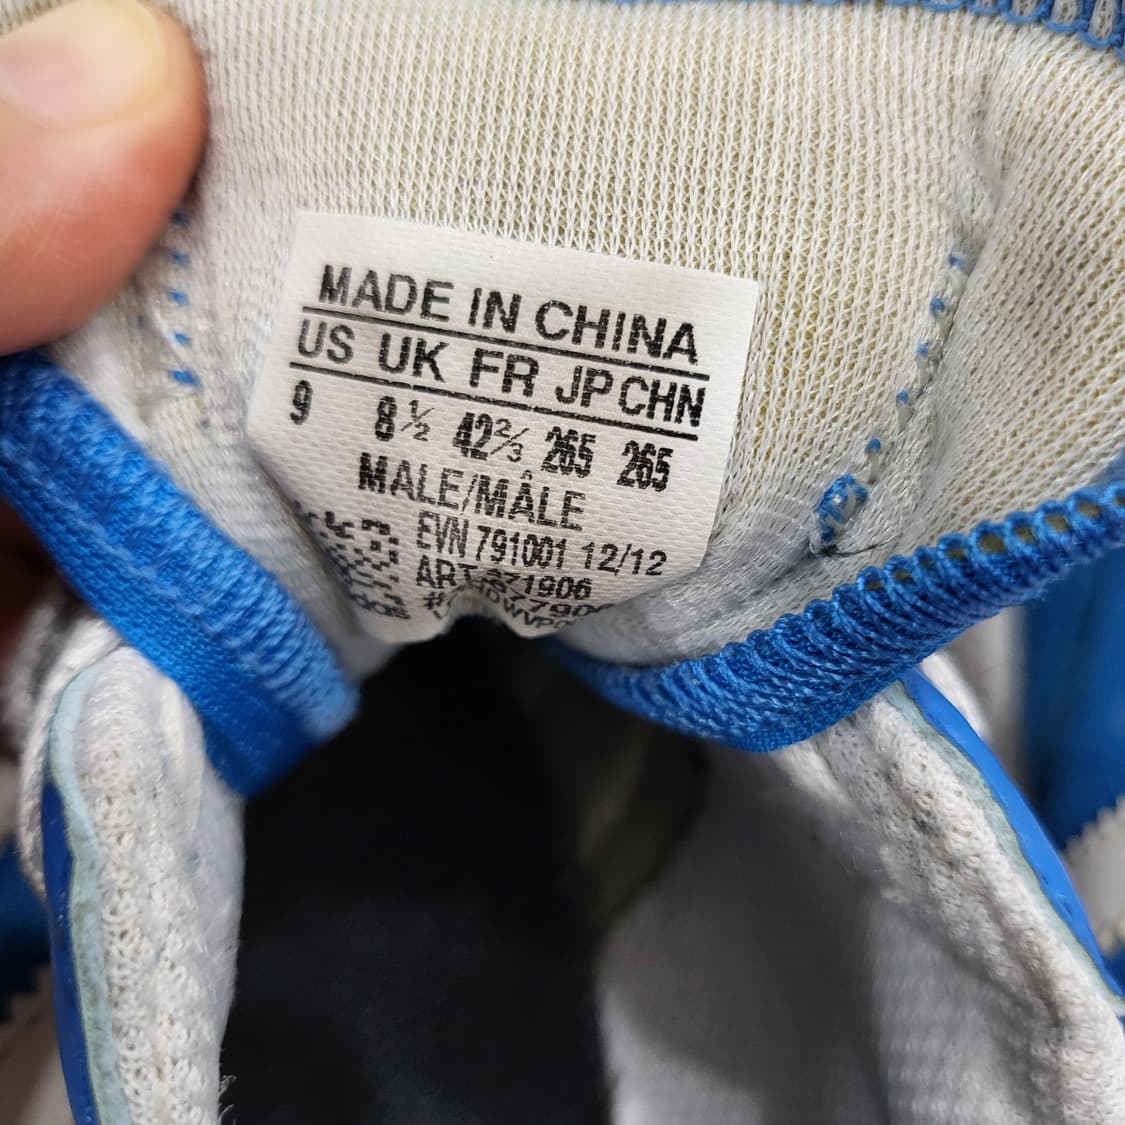 MADE IN CHINA
US UK FR JP CHN
9 8½ 42⅔ 265 265
MALE/MÂLE
EVN 791001 12/12
ART